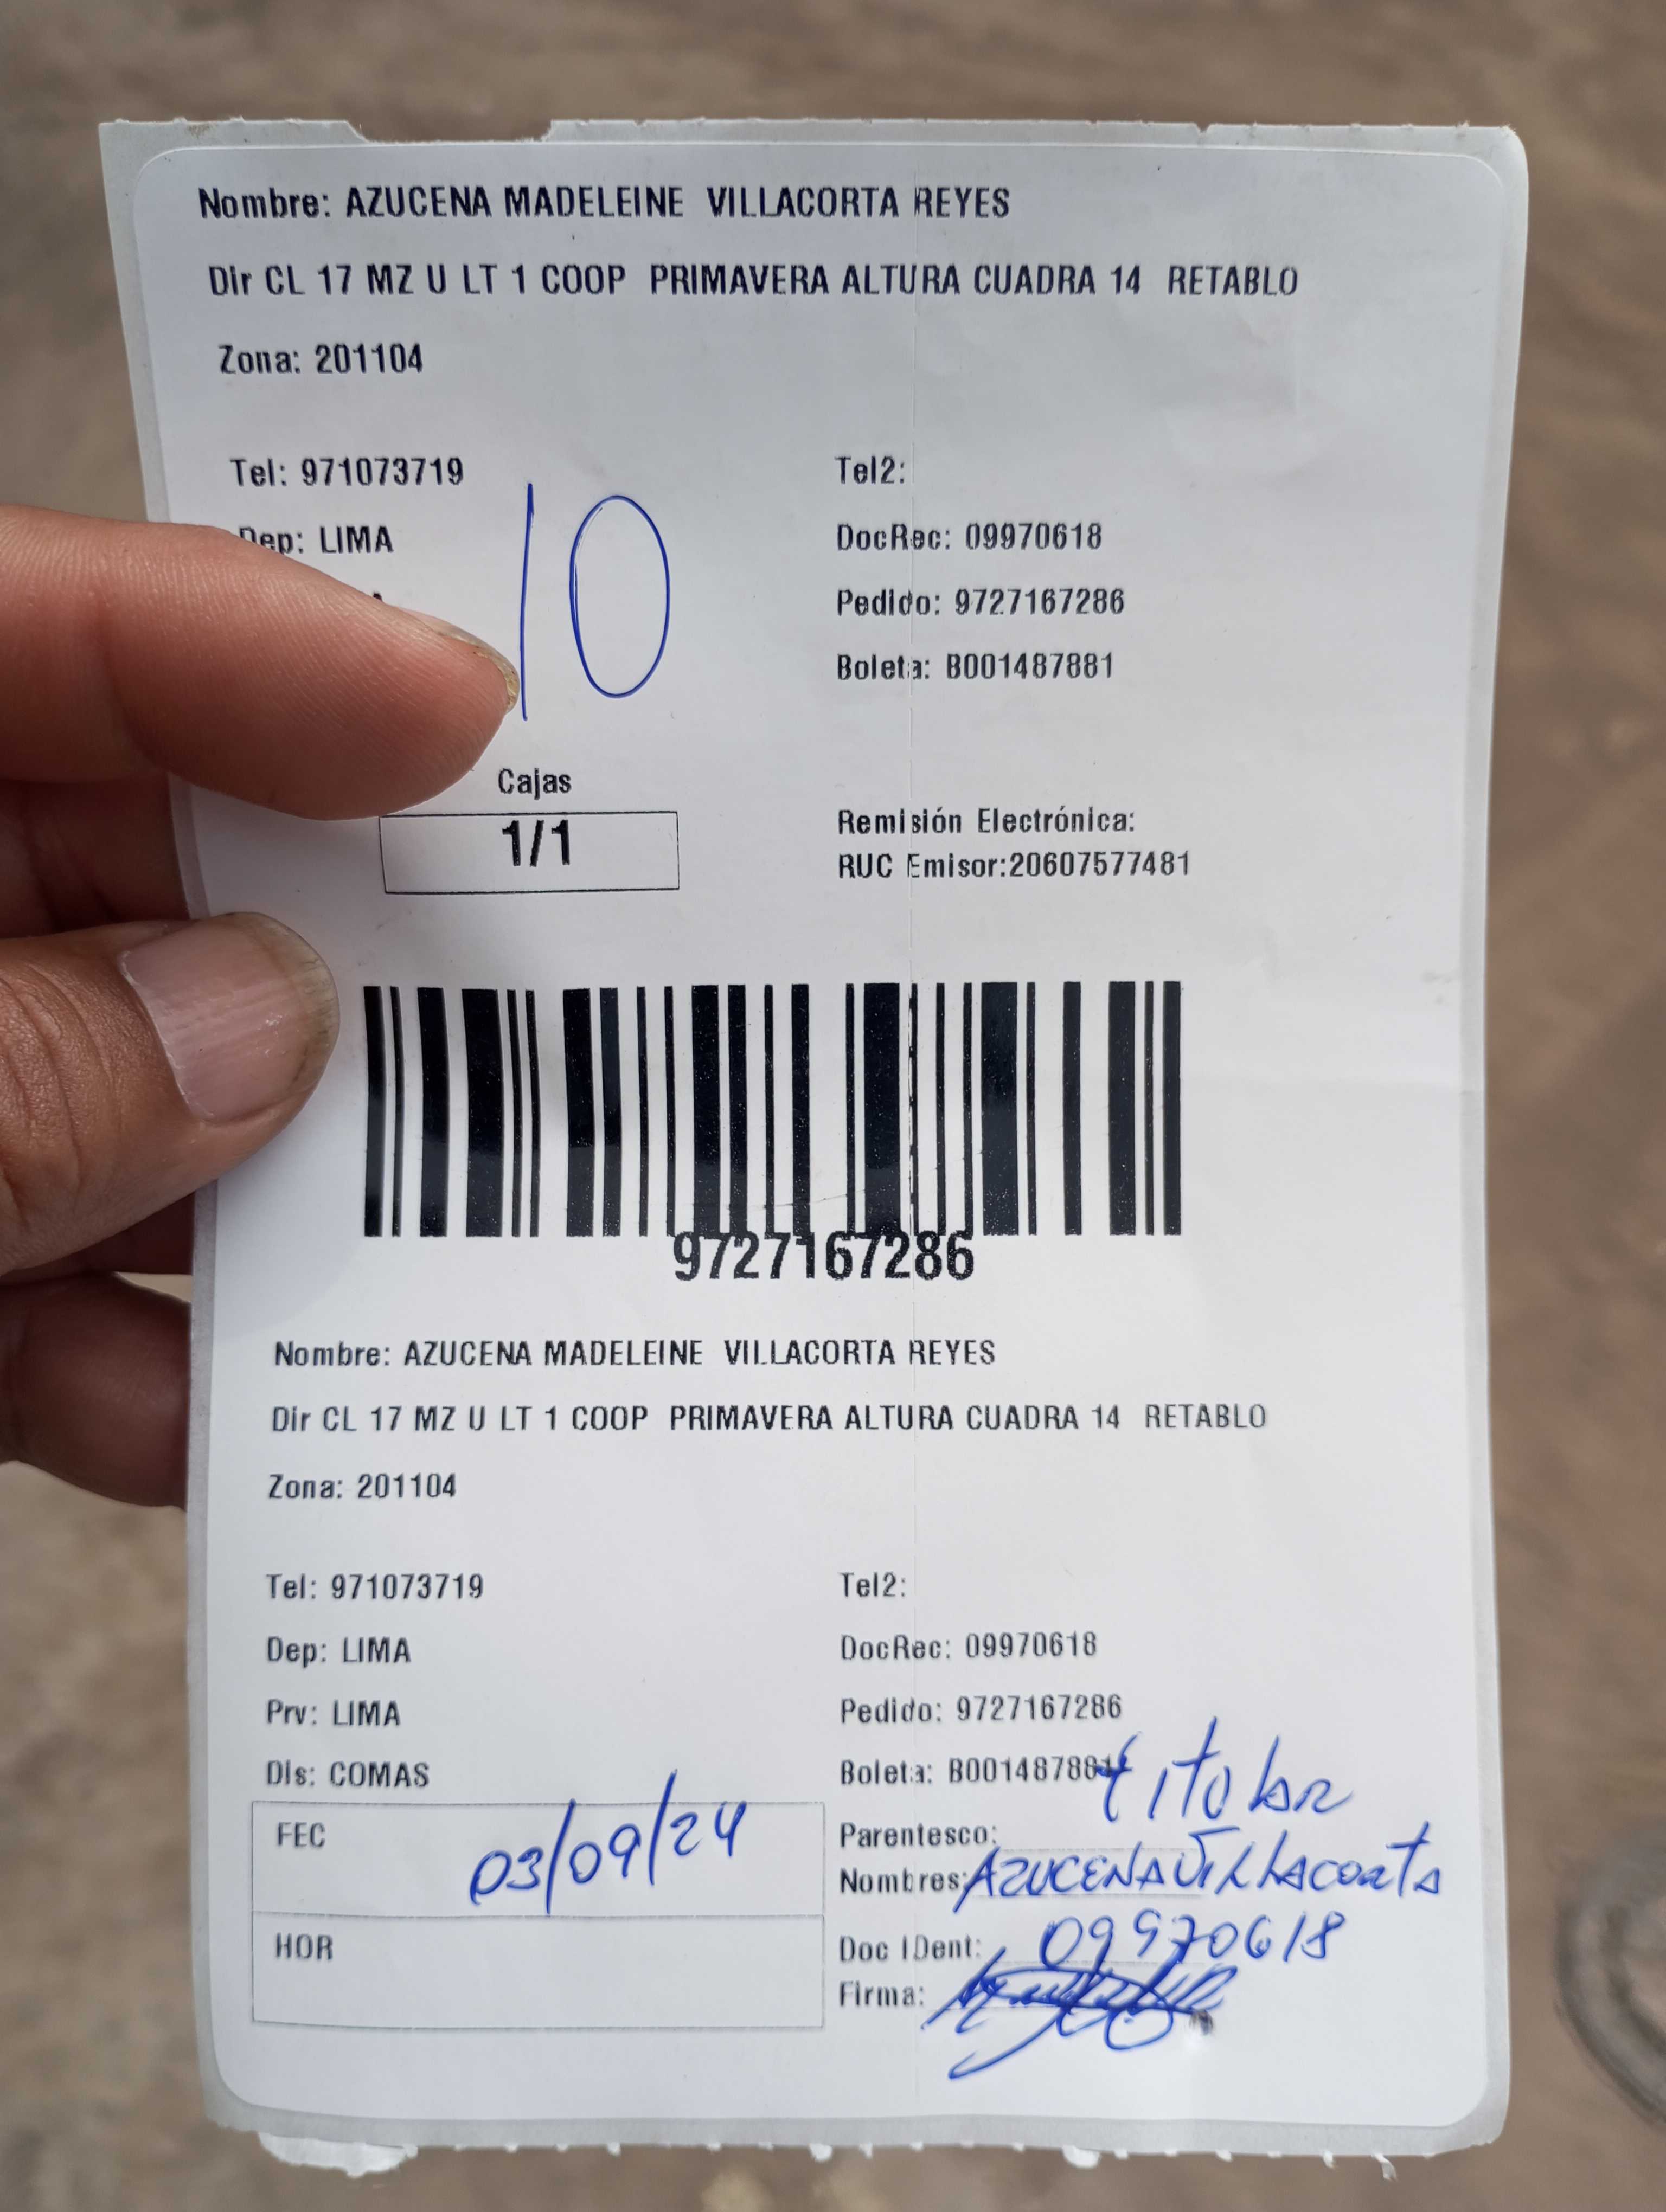 Nombre: AZUCENA MADELEINE VILLACORTA REYES
Dir CL 17 MZ U LT 1 COOP PRIMAVERA ALTURA CUADRA 14 RETABLO
Zona: 201104
Tel: 971073719 Tel2:
Dep: LIMA DocRec: 09970618
10
Pedido: 9727167286
Boleta: B001487881
Cajas
1/1
Remisión Electrónica:
RUC Emisor:20607577481
9727167286
Nombre: AZUCENA MADELEINE VILLACORTA REYES
Dir CL 17 MZ U LT 1 COOP PRIMAVERA ALTURA CUADRA 14 RETABLO
Zona: 201104
Tel: 971073719 Tel2:
Dep: LIMA DocRec: 09970618
Prv: LIMA Pedido: 9727167286
Dis: COMAS Boleta: B001487881
FEC 03/09/24
HOR
Parentesco: titolar
Nombres: AZUCENA VILLACORTA
Doc IDent: 09970618
Firma: